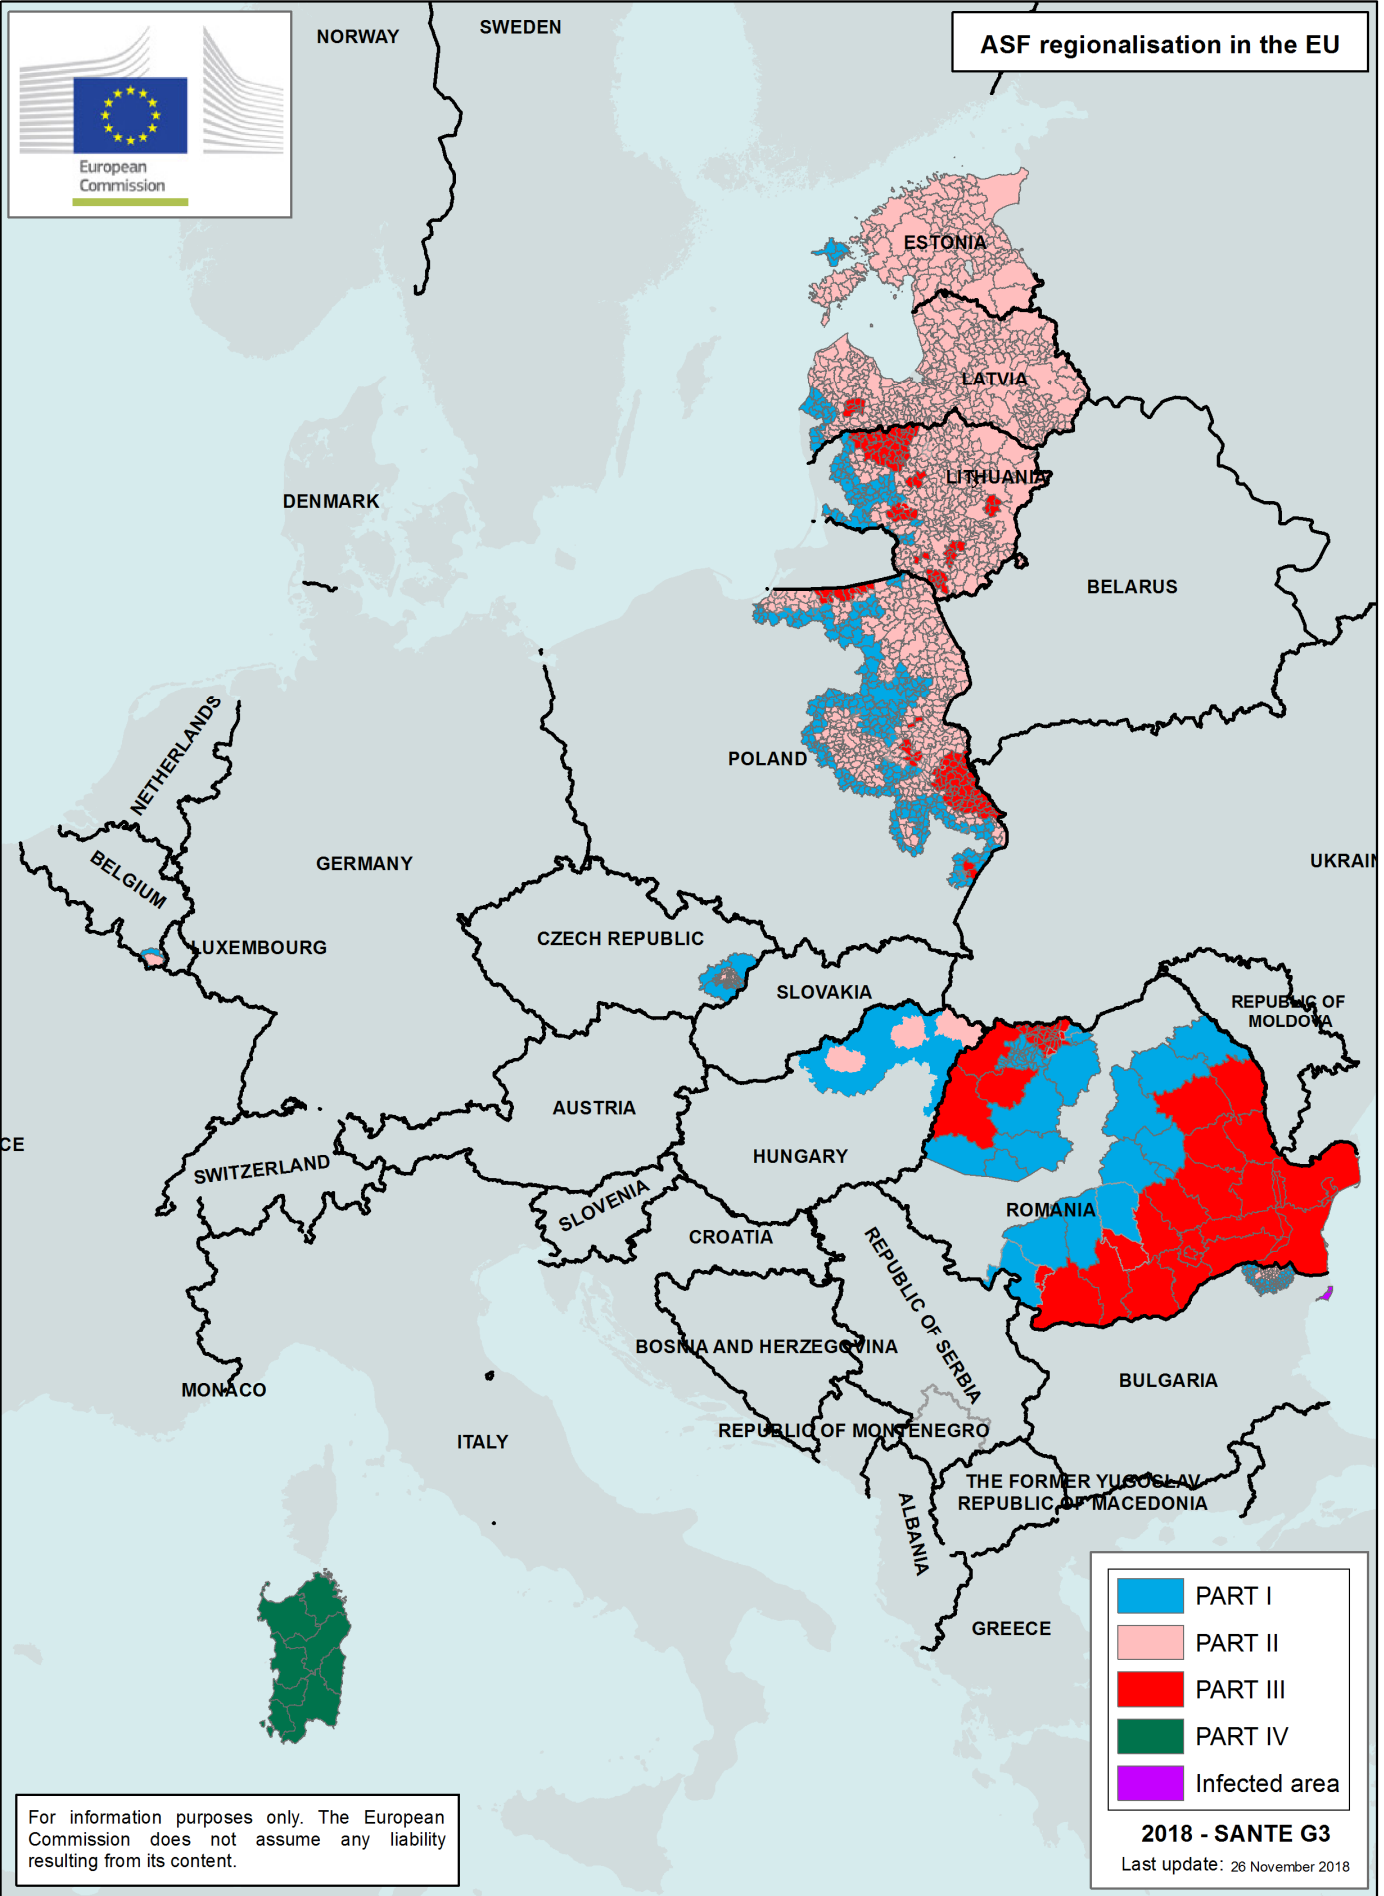 NORWAY
SWEDEN
ASF regionalisation in the EU
European
Commission
ESTONIA
LATVIA
LITHUANIA
DENMARK
BELARUS
NETHERLANDS
POLAND
BELGIUM
GERMANY
UKRAIN
LUXEMBOURG
CZECH REPUBLIC
SLOVAKIA
REPUBLIC OF
MOLDOVA
AUSTRIA
CE
HUNGARY
SWITZERLAND
SLOVENIA
ROMANIA
CROATIA
REPUBLIC OF SERBIA
BOSNIA AND HERZEGOVINA
BULGARIA
MONACO
REPUBLIC OF MONTENEGRO
ITALY
THE FORMER YUGOSLAV
REPUBLIC OF MACEDONIA
ALBANIA
GREECE
PART I
PART II
PART III
PART IV
Infected area
2018 - SANTE G3
Last update: 26 November 2018
For information purposes only. The European
Commission does not assume any liability
resulting from its content.